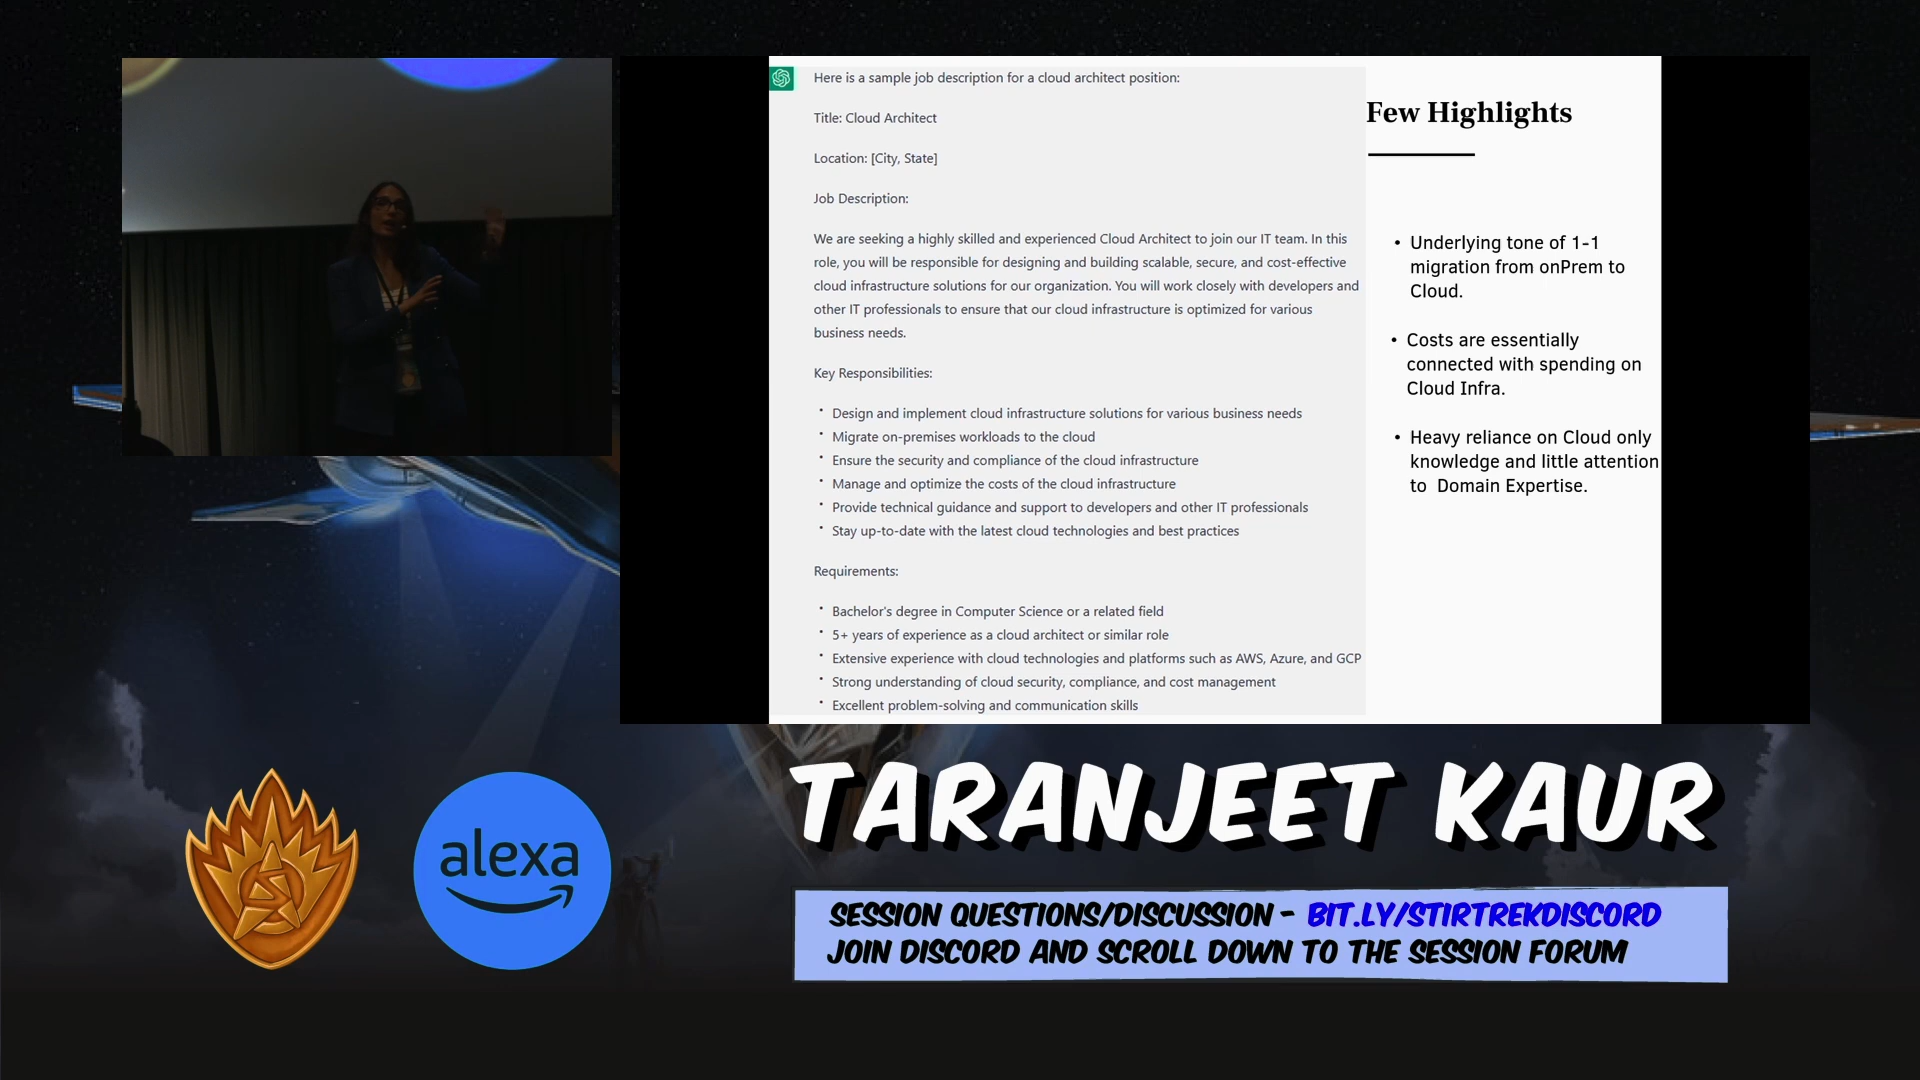 Here is a sample job description for a cloud architect position:
Title: Cloud Architect
Location: [City, State]
Job Description:
We are seeking a highly skilled and experienced Cloud Architect to join our IT team. In this
role, you will be responsible for designing and building scalable, secure, and cost-effective
cloud infrastructure solutions for our organization. You will work closely with developers and
other IT professionals to ensure that our cloud infrastructure is optimized for various
business needs.
Key Responsibilities:
• Design and implement cloud infrastructure solutions for various business needs
• Migrate on-premises workloads to the cloud
• Ensure the security and compliance of the cloud infrastructure
• Manage and optimize the costs of the cloud infrastructure
• Provide technical guidance and support to developers and other IT professionals
• Stay up-to-date with the latest cloud technologies and best practices
Requirements:
• Bachelor's degree in Computer Science or a related field
• 5+ years of experience as a cloud architect or similar role
• Extensive experience with cloud technologies and platforms such as AWS, Azure, and GCP
• Strong understanding of cloud security, compliance, and cost management
• Excellent problem-solving and communication skills
Few Highlights
• Underlying tone of 1-1
migration from onPrem to
Cloud.
• Costs are essentially
connected with spending on
Cloud Infra.
• Heavy reliance on Cloud only
knowledge and little attention
to Domain Expertise.
alexa
TARANJEET KAUR
SESSION QUESTIONS/DISCUSSION - BIT.LY/STIRTREKDISCORD
JOIN DISCORD AND SCROLL DOWN TO THE SESSION FORUM